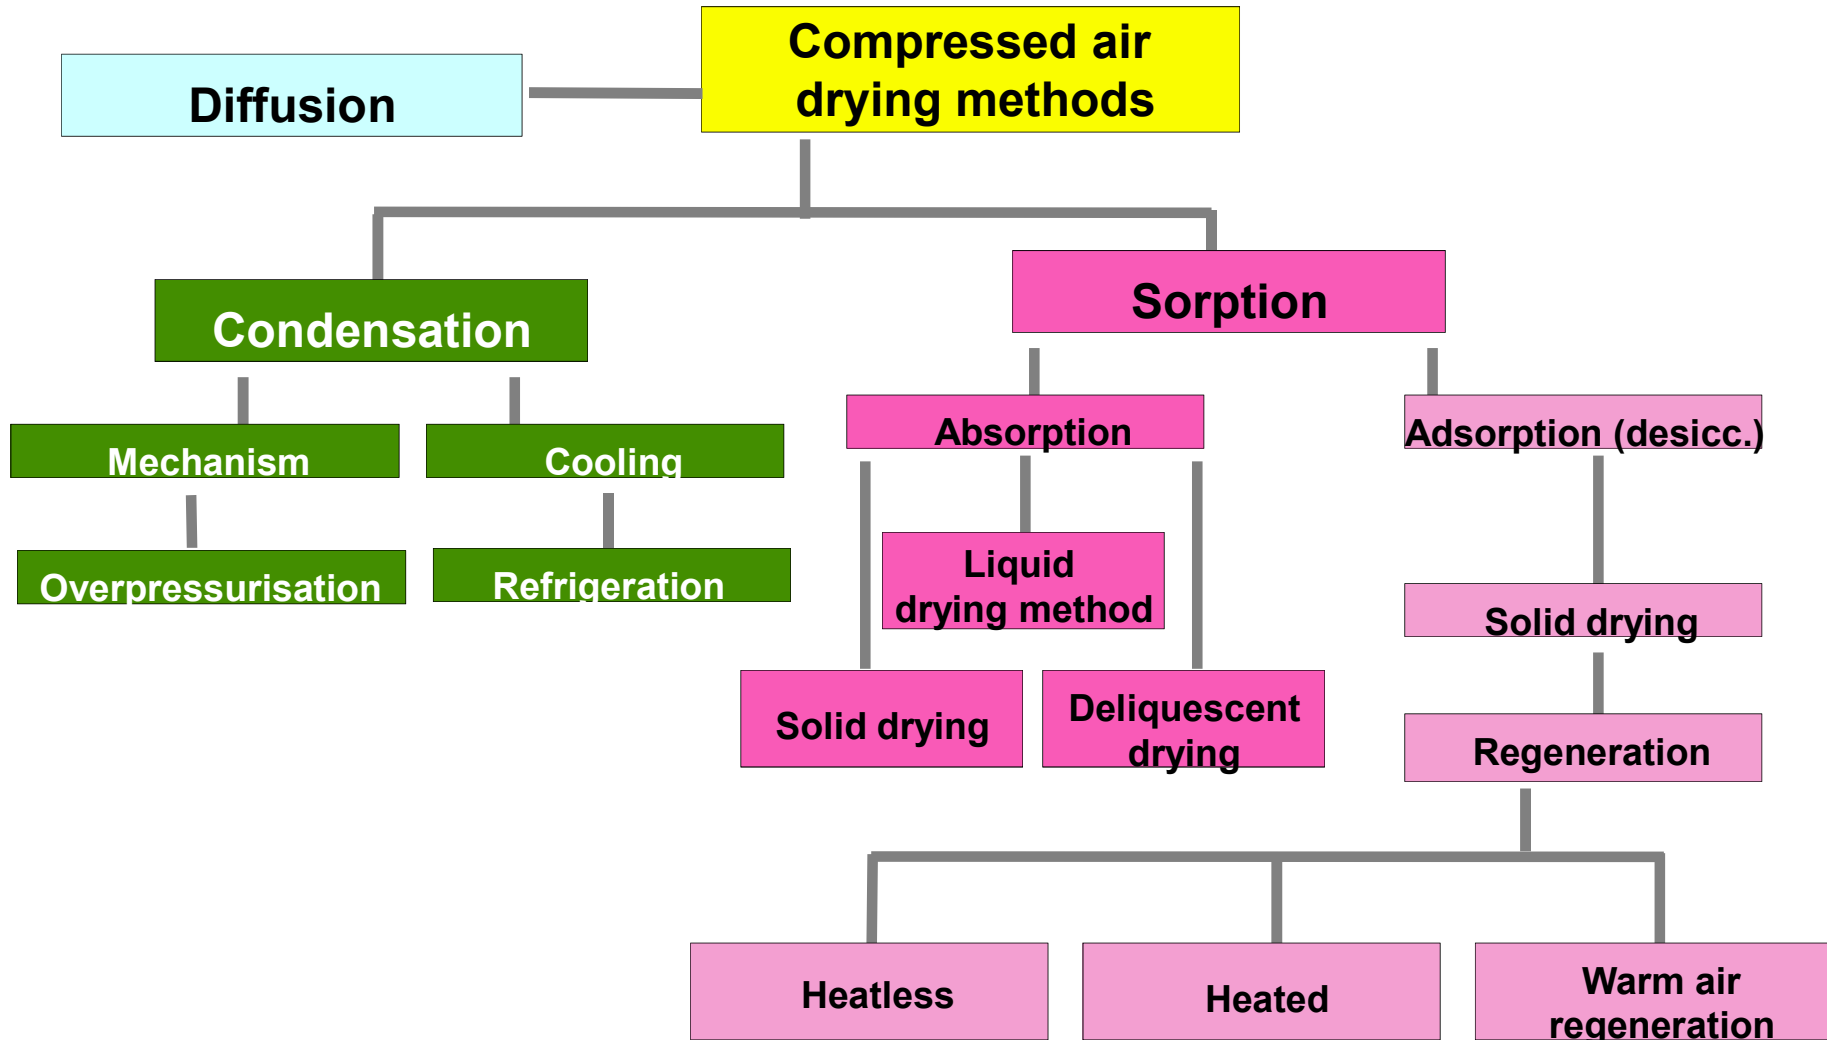 Compressed air
drying methods
Diffusion
Condensation
Sorption
Mechanism
Cooling
Absorption
Adsorption (desicc.)
Overpressurisation
Refrigeration
Liquid
drying method
Solid drying
Solid drying
Deliquescent
drying
Regeneration
Heatless
Heated
Warm air
regeneration